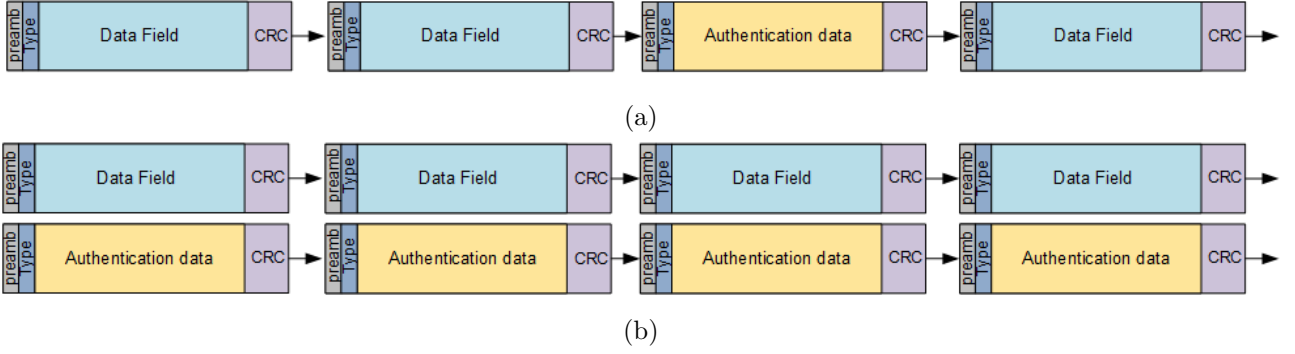 preamb Type Data Field CRC preamb Type Data Field CRC preamb Type Authentication data CRC preamb Type Data Field CRC
(a)
preamb Type Data Field CRC preamb Type Data Field CRC preamb Type Data Field CRC preamb Type Data Field CRC
preamb Type Authentication data CRC preamb Type Authentication data CRC preamb Type Authentication data CRC preamb Type Authentication data CRC
(b)